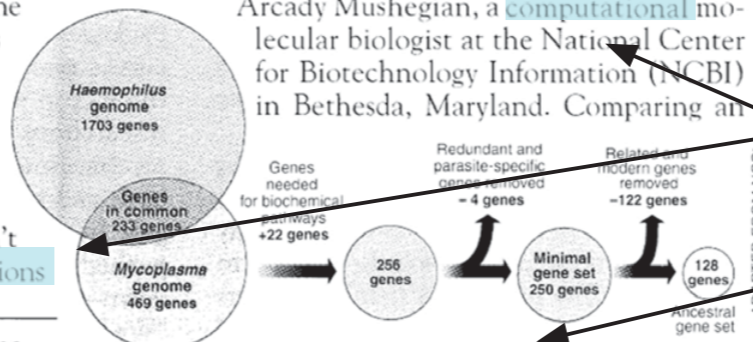 ne
Arcady Mushegian, a computational mo-
lecular biologist at the National Center
for Biotechnology Information (NCBI)
in Bethesda, Maryland. Comparing an
Haemophilus
genome
1703 genes
Genes
in common
233 genes
Mycoplasma
genome
469 genes
't
ions
Genes
needed
for biochemical
pathways
+22 genes
256
genes
Redundant and
parasite-specific
genes removed
– 4 genes
Minimal
gene set
250 genes
Related and
modern genes
removed
–122 genes
128
genes
Ancestral
gene set